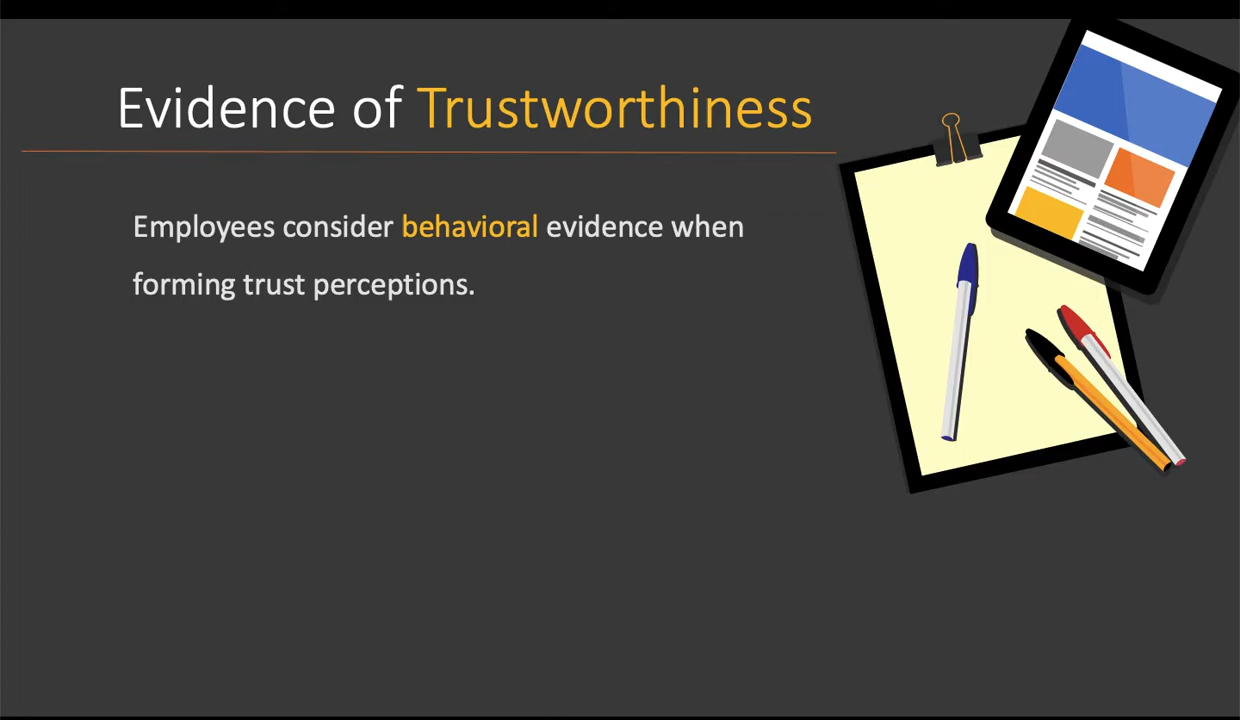 Evidence of Trustworthiness
Employees consider behavioral evidence when
forming trust perceptions.